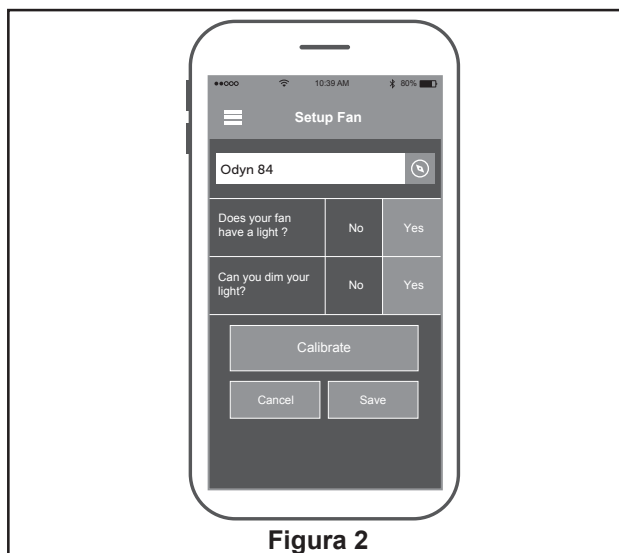 10:39 AM 80%
Setup Fan
Odyn 84
Does your fan
have a light ?
No
Yes
Can you dim your
light?
No
Yes
Calibrate
Cancel
Save
Figura 2